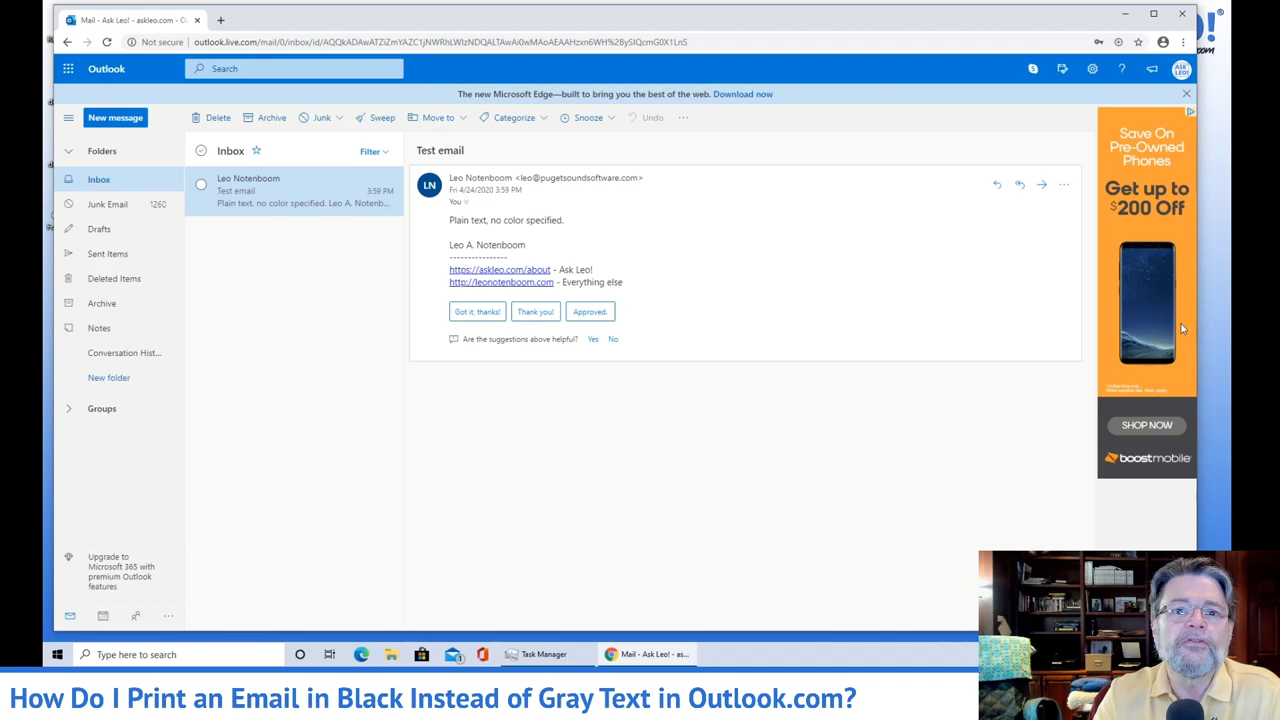 Mail - Ask Leo! - askleo.com - O
Not secure outlook.live.com/mail/0/inbox/id/AQQkADAwATZiZmYAZC1jNWRhLWIzNDQALTAwAi0wMAoAEAAHzxn6WH%2BySIQcmG0X1LnS
Outlook
Search
ASK LEO!
The new Microsoft Edge—built to bring you the best of the web. Download now
New message
Delete Archive Junk Sweep Move to Categorize Snooze Undo
Folders
Inbox
Junk Email 1260
Drafts
Sent Items
Deleted Items
Archive
Notes
Conversation Hist...
New folder
Groups
Upgrade to
Microsoft 365 with
premium Outlook
features
Inbox
Filter
Leo Notenboom
Test email 3:59 PM
Plain text, no color specified. Leo A. Notenb...
Test email
LN
Leo Notenboom <leo@pugetsoundsoftware.com>
Fri 4/24/2020 3:59 PM
You
Plain text, no color specified.
Leo A. Notenboom
----------------
https://askleo.com/about - Ask Leo!
http://leonotenboom.com - Everything else
Got it, thanks! Thank you! Approved.
Are the suggestions above helpful? Yes No
Save On
Pre-Owned
Phones
Get up to
$200 Off
SHOP NOW
boostmobile
Type here to search
Task Manager
Mail - Ask Leo! - as...
How Do I Print an Email in Black Instead of Gray Text in Outlook.com?